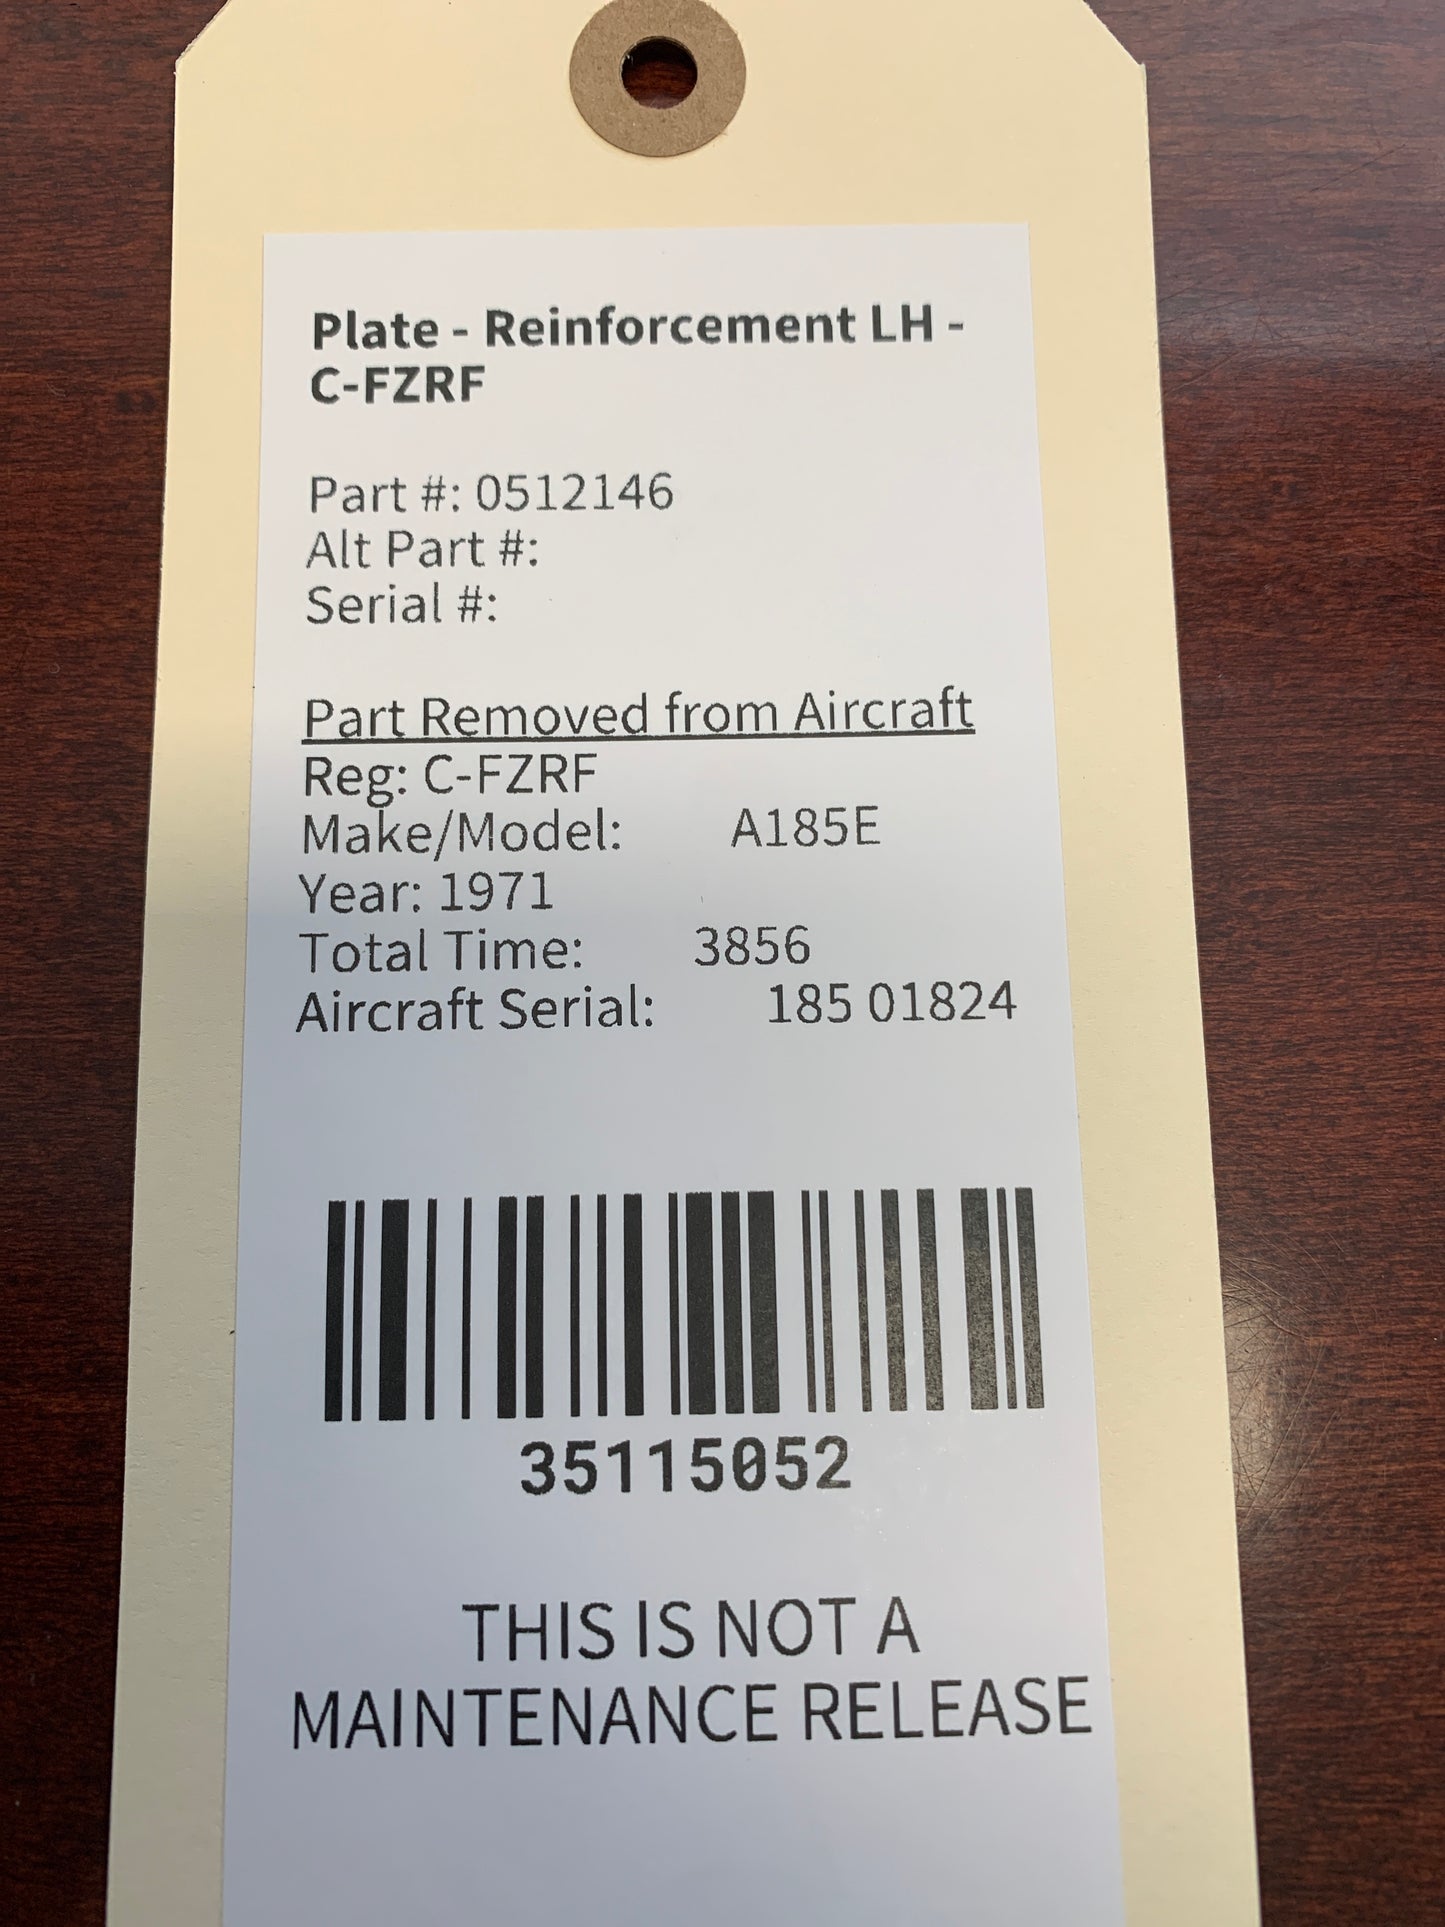 Plate - Reinforcement LH -
C-FZRF
Part #: 0512146
Alt Part #:
Serial #:
Part Removed from Aircraft
Reg: C-FZRF
Make/Model: A185E
Year: 1971
Total Time: 3856
Aircraft Serial: 185 01824
35115052
THIS IS NOT A
MAINTENANCE RELEASE